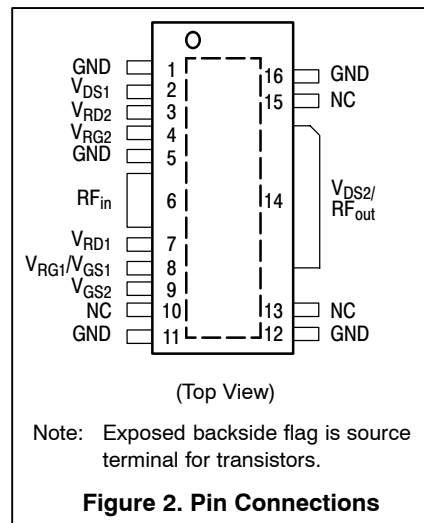 GND 1
V_DS1 2
V_RD2 3
V_RG2 4
GND 5
RF_in 6
V_RD1 7
V_RG1/V_GS1 8
V_GS2 9
NC 10
GND 11
16 GND
15 NC
14 V_DS2/
RF_out
13 NC
12 GND
(Top View)
Note: Exposed backside flag is source
terminal for transistors.
Figure 2. Pin Connections